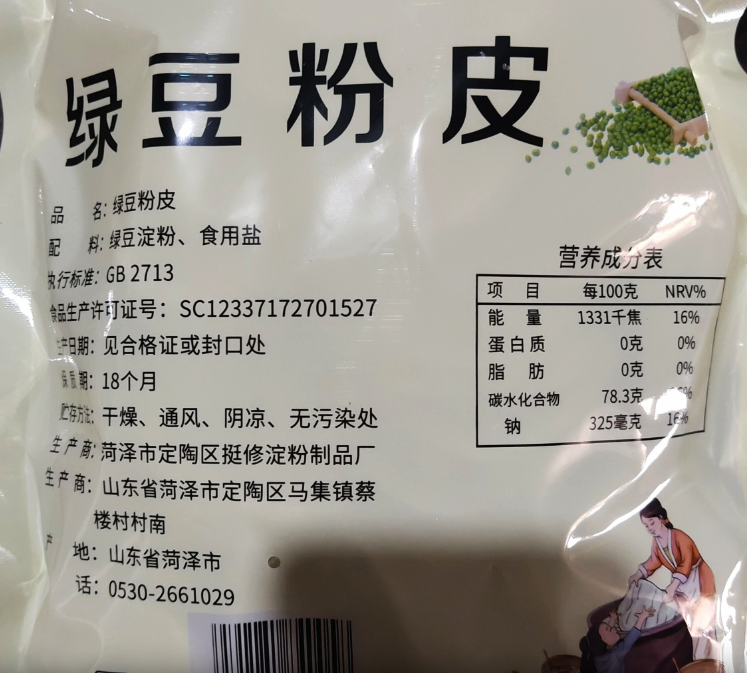 绿豆粉皮
品 名：绿豆粉皮
配 料：绿豆淀粉、食用盐
执行标准：GB 2713
食品生产许可证号：SC12337172701527
生产日期：见合格证或封口处
保质期：18个月
贮存方法：干燥、通风、阴凉、无污染处
生产商：菏泽市定陶区挺修淀粉制品厂
生产商：山东省菏泽市定陶区马集镇蔡
楼村村南
产 地：山东省菏泽市
话：0530-2661029
营养成分表
项 目 每100克 NRV%
能 量 1331千焦 16%
蛋白质 0克 0%
脂 肪 0克 0%
碳水化合物 78.3克
钠 325毫克 16%